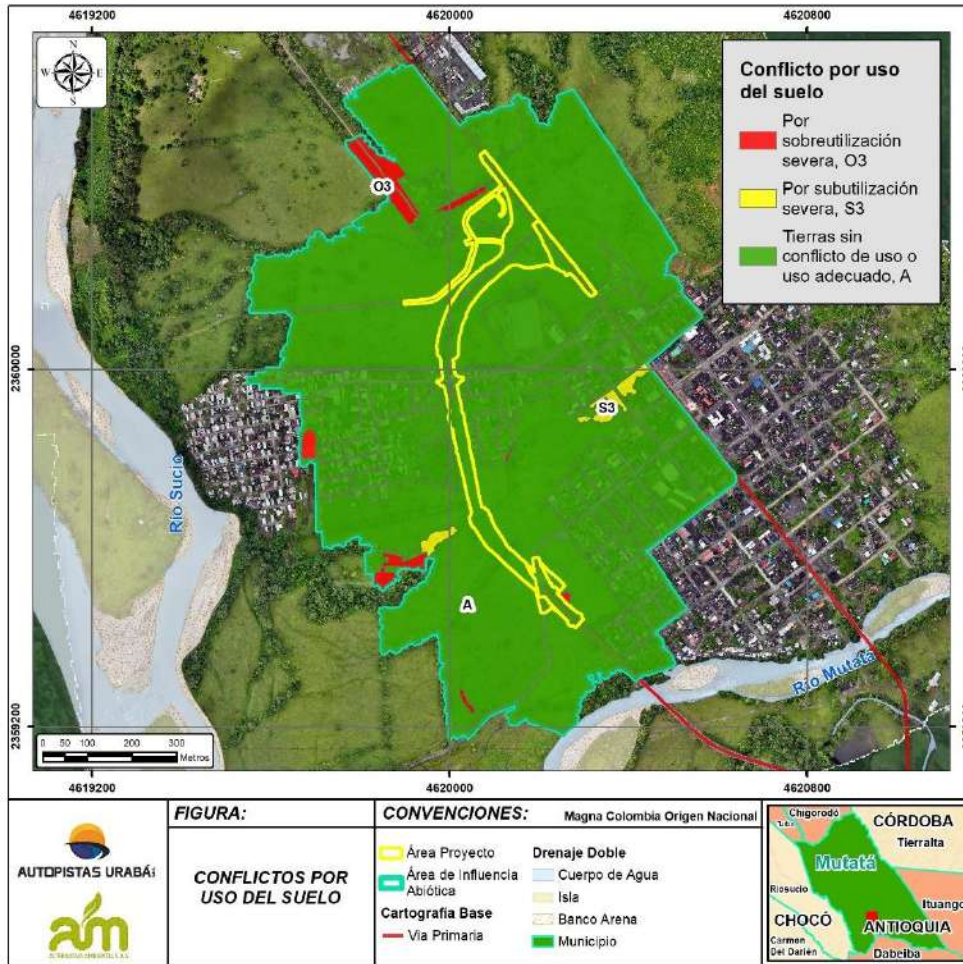 4619200
4620000
4620800
N
W
E
S
Conflicto por uso
del suelo
Por
sobreutilización
severa, O3
Por subutilización
severa, S3
Tierras sin
conflicto de uso o
uso adecuado, A
O3
2360000
S3
Río Sucio
A
Río Mutatá
2359200
0 50 100 200 300
Metros
4619200
4620000
4620800
FIGURA:
CONFLICTOS POR
USO DEL SUELO
CONVENCIONES:
Magna Colombia Origen Nacional
Área Proyecto
Área de Influencia
Abiótica
Cartografía Base
Via Primaria
Drenaje Doble
Cuerpo de Agua
Isla
Banco Arena
Municipio
AUTOPISTAS URABÁ
aim
Chigorodó
CÓRDOBA
Tierralta
Mutatá
Riosucio
Ituango
CHOCÓ
ANTIOQUIA
Carmen
Del Darién
Dabeiba